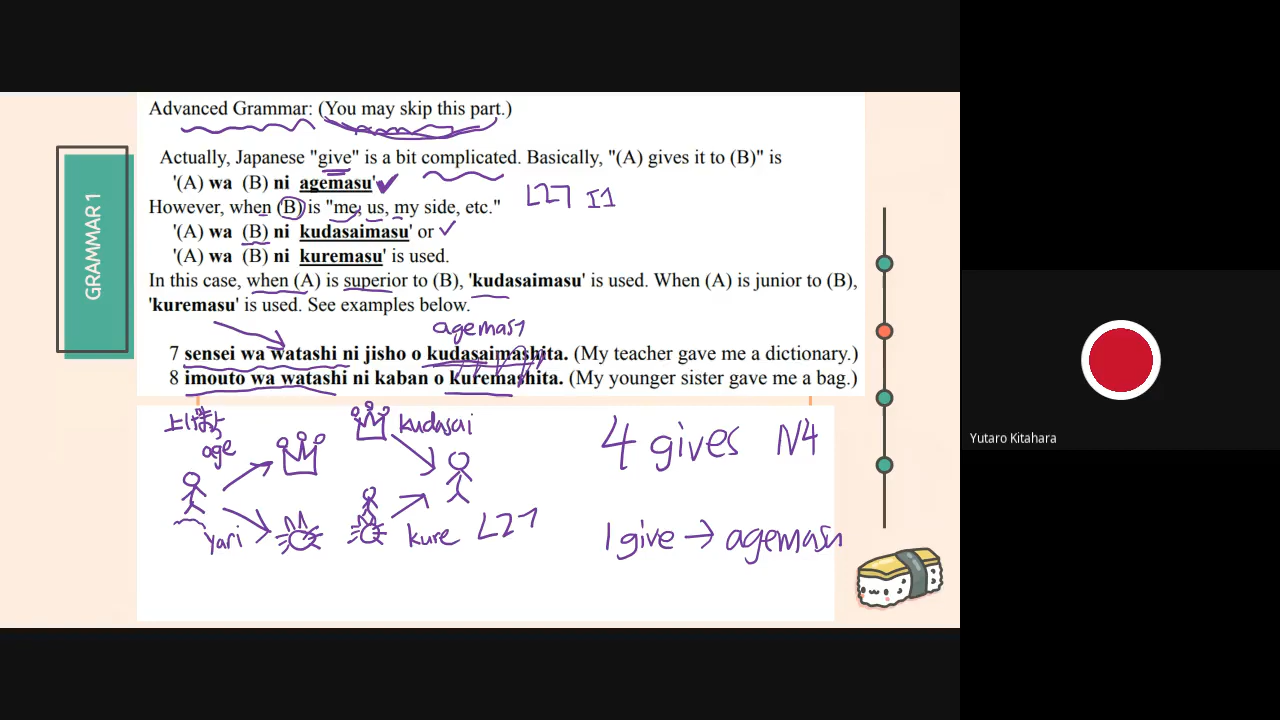 GRAMMAR 1
Advanced Grammar: (You may skip this part.)
Actually, Japanese "give" is a bit complicated. Basically, "(A) gives it to (B)" is
'(A) wa (B) ni agemasu'
L27 I1
However, when (B) is "me, us, my side, etc."
'(A) wa (B) ni kudasaimasu' or
'(A) wa (B) ni kuremasu' is used.
In this case, when (A) is superior to (B), 'kudasaimasu' is used. When (A) is junior to (B),
'kuremasu' is used. See examples below.
7 sensei wa watashi ni jisho o kudasaimashita. (My teacher gave me a dictionary.)
8 imouto wa watashi ni kaban o kuremashita. (My younger sister gave me a bag.)
age
kudasai
4 gives N4
yari
kure
1 give → agemasu
Yutaro Kitahara